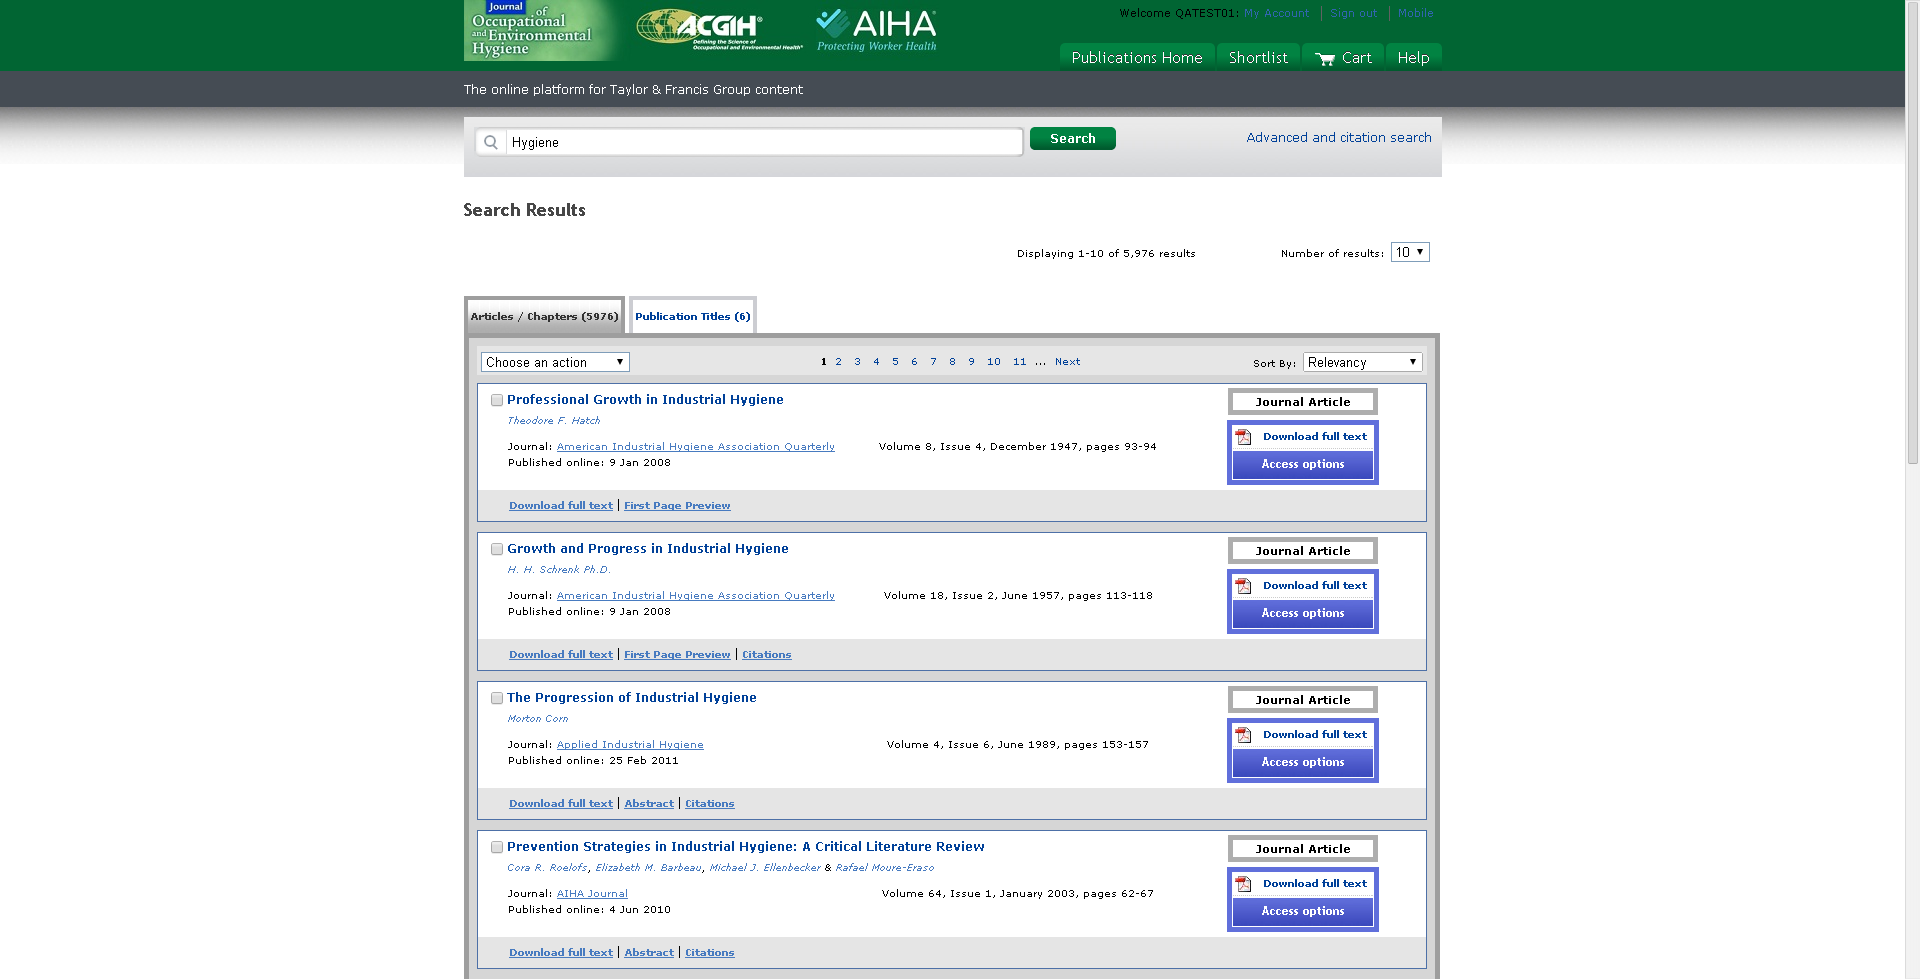 Journal of
Occupational
and Environmental
Hygiene
ACGIH®
Defining the Science of
Occupational and Environmental Health®
AIHA®
Protecting Worker Health
Welcome QATEST01: My Account | Sign out | Mobile
Publications Home Shortlist Cart Help
The online platform for Taylor & Francis Group content
Hygiene Search Advanced and citation search
Search Results
Displaying 1-10 of 5,976 results Number of results: 10
Articles / Chapters (5976) Publication Titles (6)
Choose an action 1 2 3 4 5 6 7 8 9 10 11 ... Next Sort By: Relevancy
Professional Growth in Industrial Hygiene Journal Article
Theodore F. Hatch
Download full text
Journal: American Industrial Hygiene Association Quarterly Volume 8, Issue 4, December 1947, pages 93-94
Published online: 9 Jan 2008 Access options
Download full text | First Page Preview
Growth and Progress in Industrial Hygiene Journal Article
H. H. Schrenk Ph.D.
Download full text
Journal: American Industrial Hygiene Association Quarterly Volume 18, Issue 2, June 1957, pages 113-118
Published online: 9 Jan 2008 Access options
Download full text | First Page Preview | Citations
The Progression of Industrial Hygiene Journal Article
Morton Corn
Download full text
Journal: Applied Industrial Hygiene Volume 4, Issue 6, June 1989, pages 153-157
Published online: 25 Feb 2011 Access options
Download full text | Abstract | Citations
Prevention Strategies in Industrial Hygiene: A Critical Literature Review Journal Article
Cora R. Roelofs, Elizabeth M. Barbeau, Michael J. Ellenbecker & Rafael Moure-Eraso
Download full text
Journal: AIHA Journal Volume 64, Issue 1, January 2003, pages 62-67
Published online: 4 Jun 2010 Access options
Download full text | Abstract | Citations